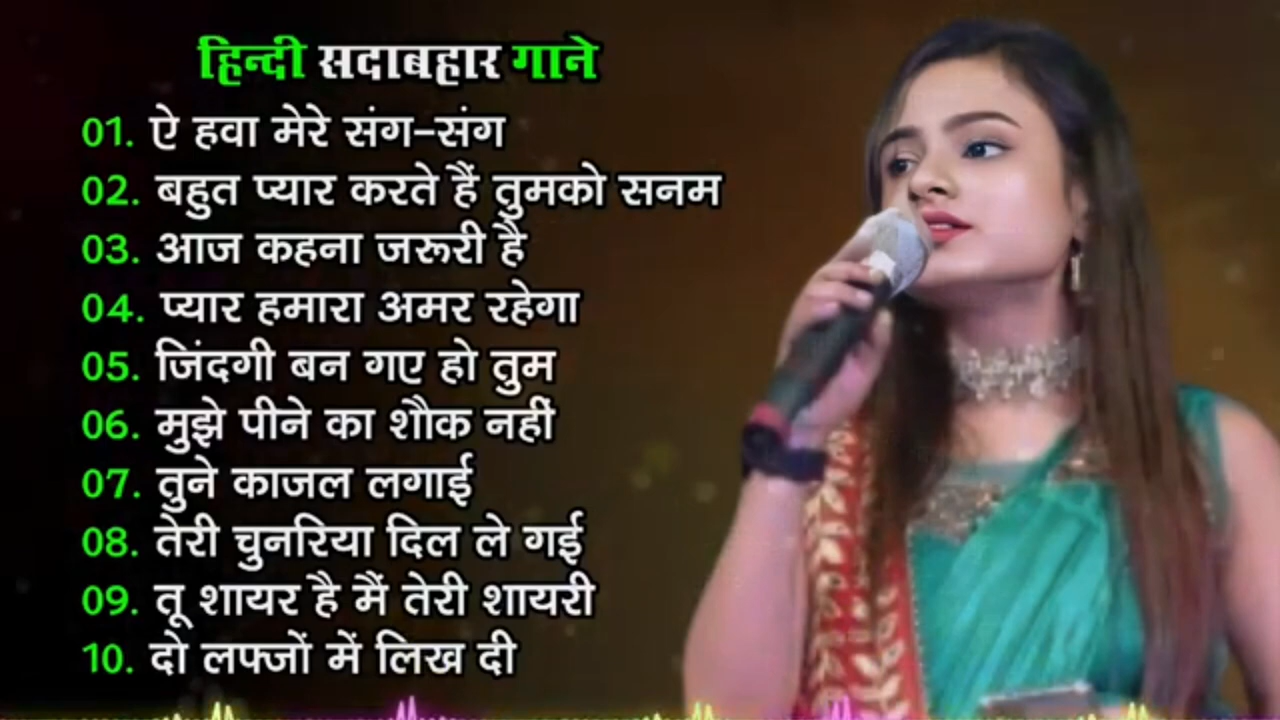 हिन्दी सदाबहार गाने
01. ऐ हवा मेरे संग-संग
02. बहुत प्यार करते हैं तुमको सनम
03. आज कहना जरूरी है
04. प्यार हमारा अमर रहेगा
05. जिंदगी बन गए हो तुम
06. मुझे पीने का शौक नहीं
07. तुने काजल लगाई
08. तेरी चुनरिया दिल ले गई
09. तू शायर है मैं तेरी शायरी
10. दो लफ्जों में लिख दी